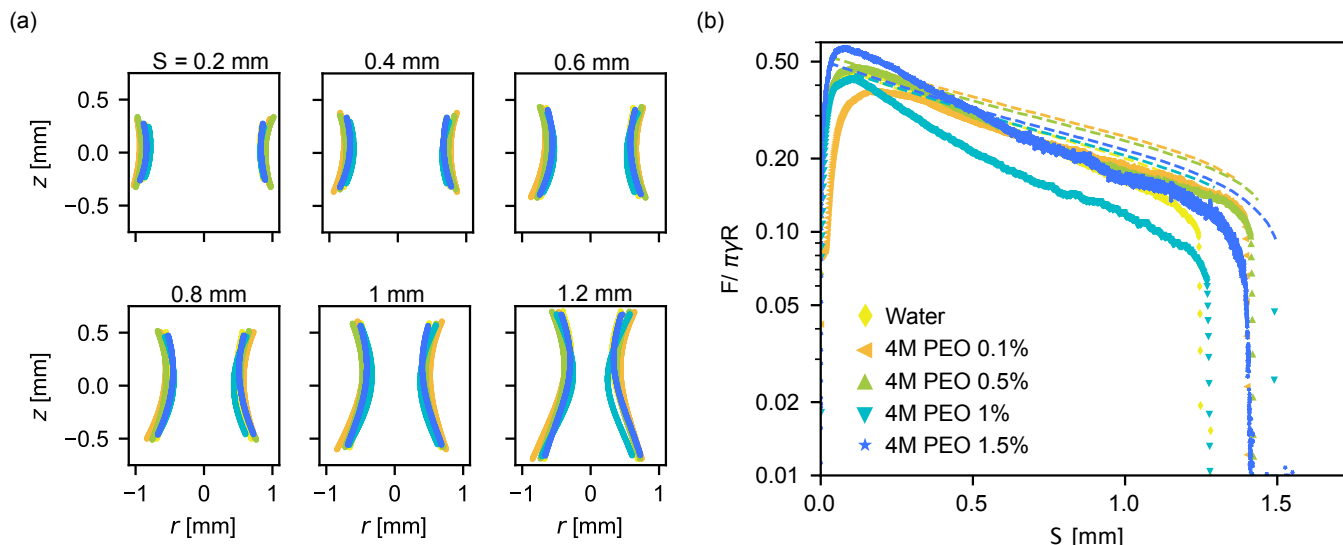 (a)
S = 0.2 mm
0.4 mm
0.6 mm
z [mm]
0.5
0.0
−0.5
0.8 mm
1 mm
1.2 mm
z [mm]
0.5
0.0
−0.5
−1 0 1
−1 0 1
−1 0 1
r [mm]
r [mm]
r [mm]
(b)
F/ πγR
0.50
0.20
0.10
0.05
0.02
0.01
Water
4M PEO 0.1%
4M PEO 0.5%
4M PEO 1%
4M PEO 1.5%
0.0 0.5 1.0 1.5
S [mm]